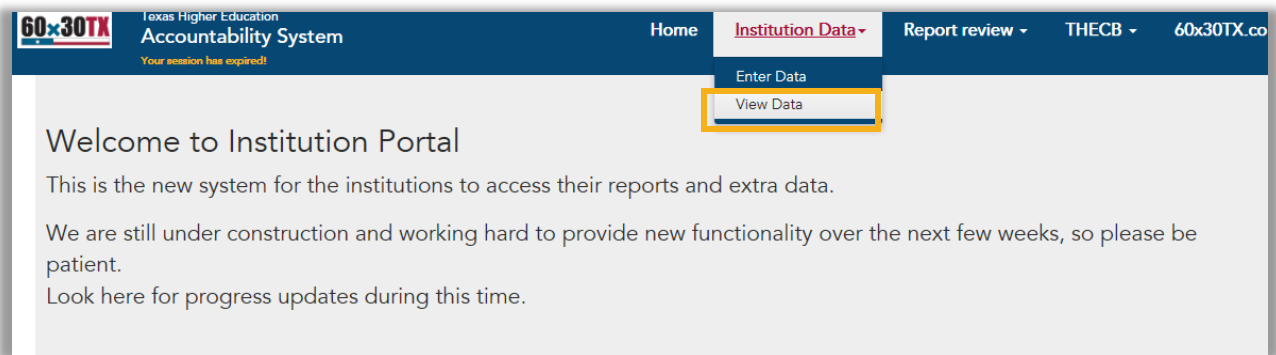 60x30TX
Texas Higher Education
Accountability System
Your session has expired!
Home
Institution Data
Report review
THECB
60x30TX.co
Enter Data
View Data
Welcome to Institution Portal
This is the new system for the institutions to access their reports and extra data.
We are still under construction and working hard to provide new functionality over the next few weeks, so please be
patient.
Look here for progress updates during this time.